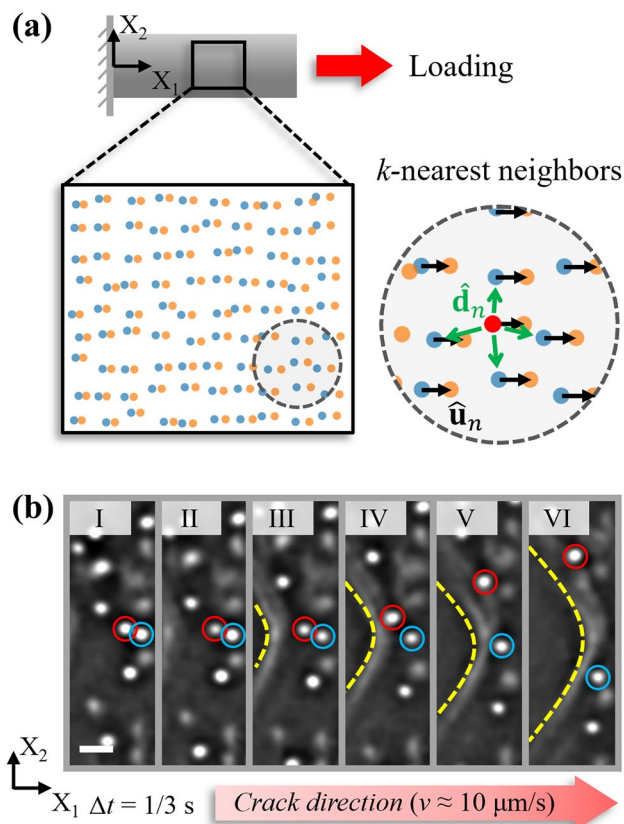 (a)
X₂
X₁
Loading
k-nearest neighbors
d̂ₙ
ûₙ
(b)
I II III IV V VI
X₂
X₁ Δt = 1/3 s Crack direction (v ≈ 10 μm/s)